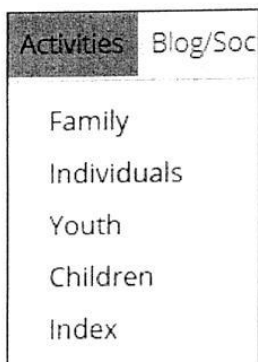 Activities Blog/Soc
Family
Individuals
Youth
Children
Index